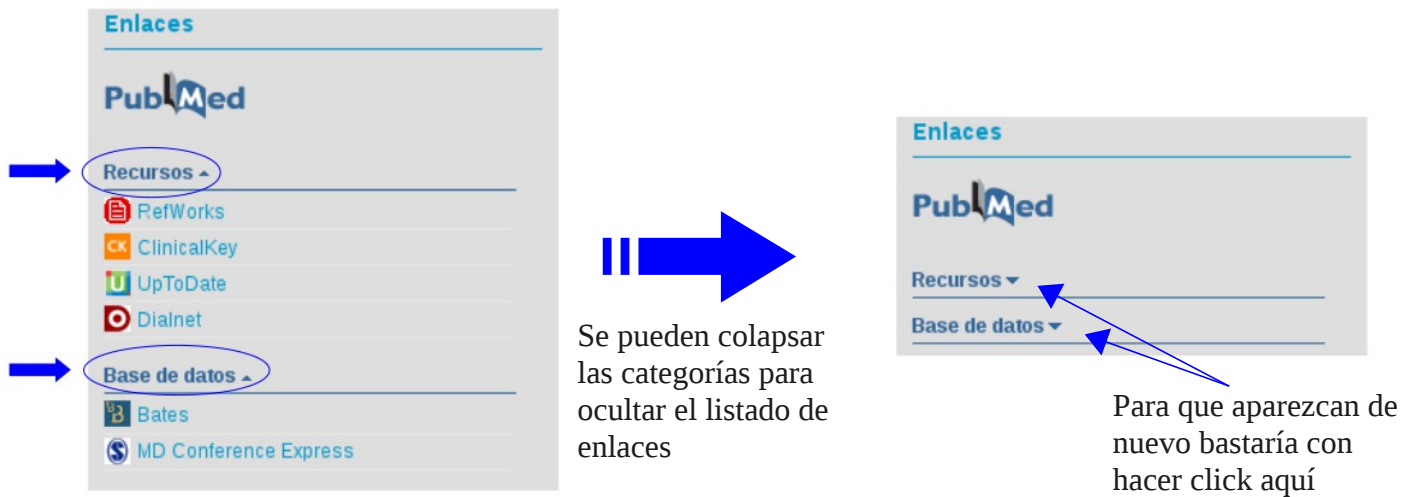 Enlaces
PubMed
Recursos
RefWorks
CK ClinicalKey
U UpToDate
Dialnet
Base de datos
B Bates
S MD Conference Express
Se pueden colapsar
las categorías para
ocultar el listado de
enlaces
Enlaces
PubMed
Recursos
Base de datos
Para que aparezcan de
nuevo bastaría con
hacer click aquí